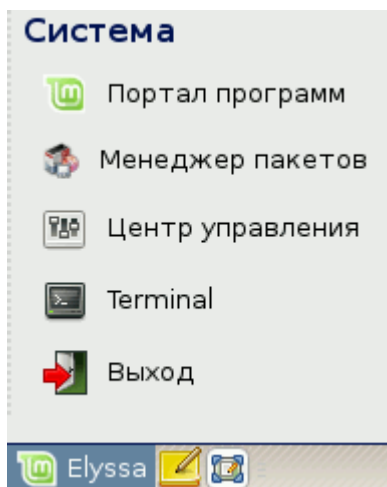 Система
Портал программ
Менеджер пакетов
Центр управления
Terminal
Выход
Elyssa